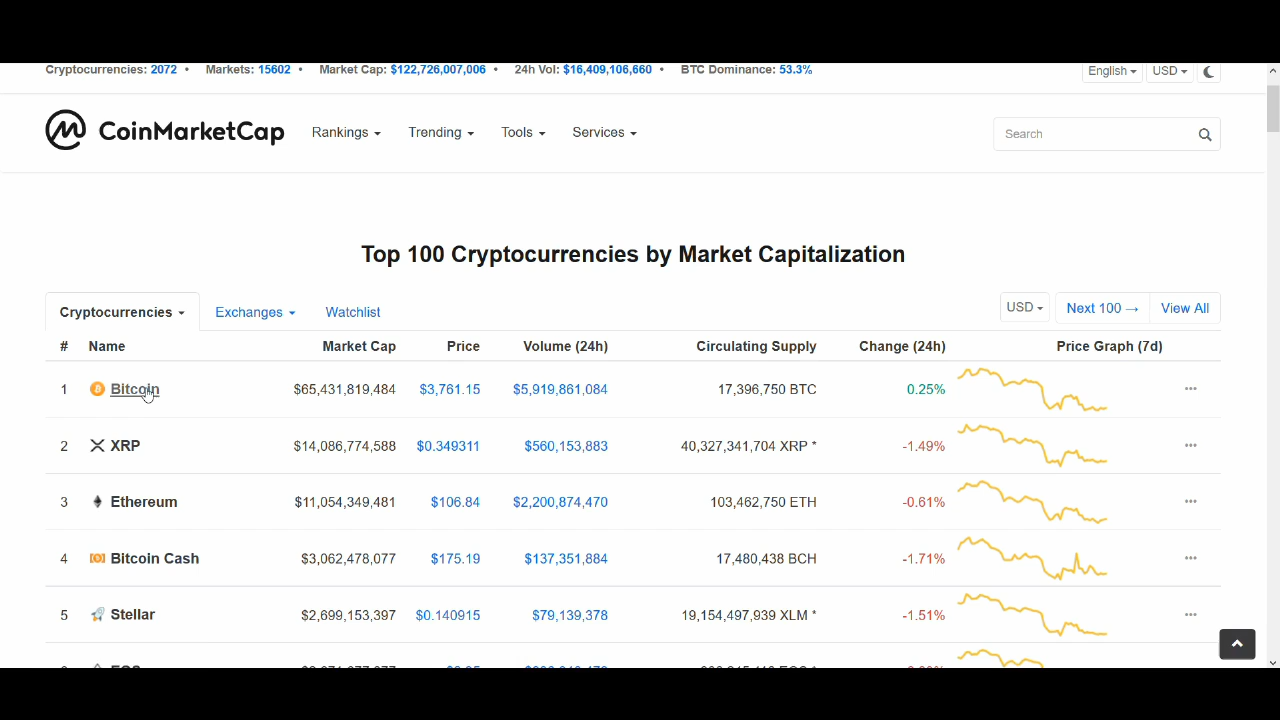 Cryptocurrencies: 2072 • Markets: 15602 • Market Cap: $122,726,007,006 • 24h Vol: $16,409,106,660 • BTC Dominance: 53.3% English USD
CoinMarketCap Rankings Trending Tools Services Search
Top 100 Cryptocurrencies by Market Capitalization
Cryptocurrencies Exchanges Watchlist USD Next 100 → View All
# Name Market Cap Price Volume (24h) Circulating Supply Change (24h) Price Graph (7d)
1 Bitcoin $65,431,819,484 $3,761.15 $5,919,861,084 17,396,750 BTC 0.25%
2 XRP $14,086,774,588 $0.349311 $560,153,883 40,327,341,704 XRP * -1.49%
3 Ethereum $11,054,349,481 $106.84 $2,200,874,470 103,462,750 ETH -0.61%
4 Bitcoin Cash $3,062,478,077 $175.19 $137,351,884 17,480,438 BCH -1.71%
5 Stellar $2,699,153,397 $0.140915 $79,139,378 19,154,497,939 XLM * -1.51%